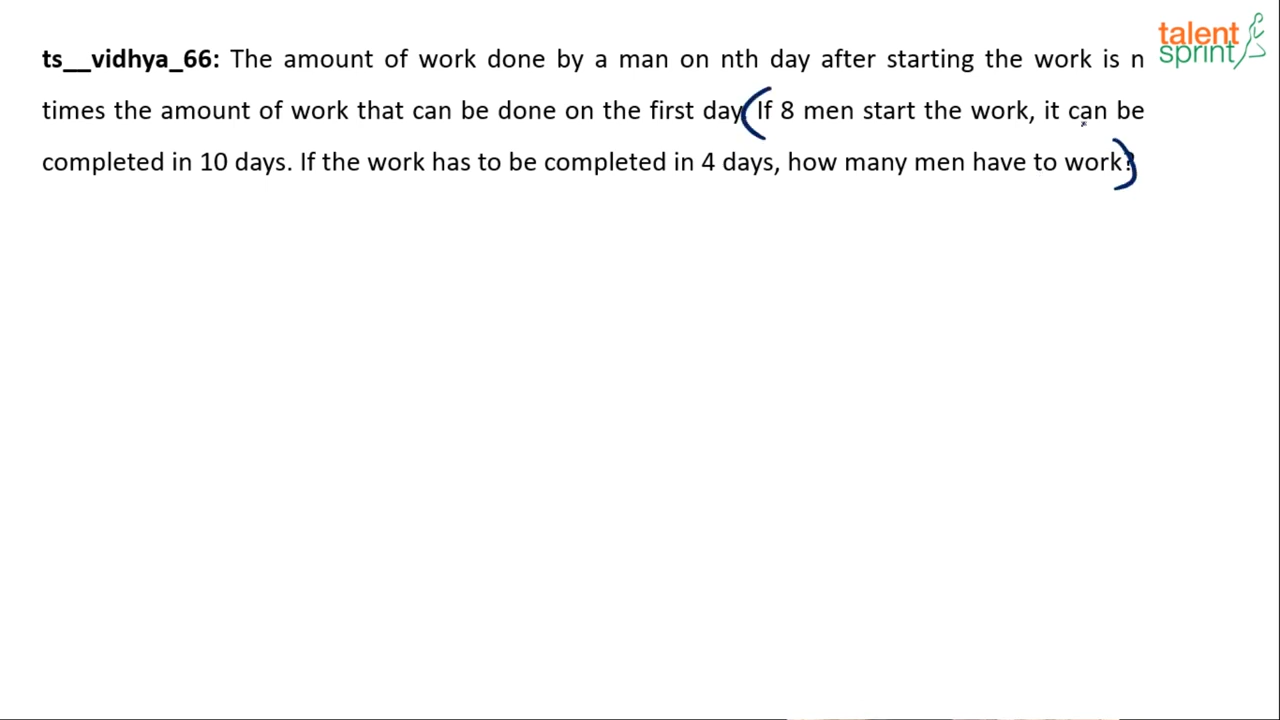 talent
sprint
ts__vidhya_66: The amount of work done by a man on nth day after starting the work is n
times the amount of work that can be done on the first day. If 8 men start the work, it can be
completed in 10 days. If the work has to be completed in 4 days, how many men have to work?